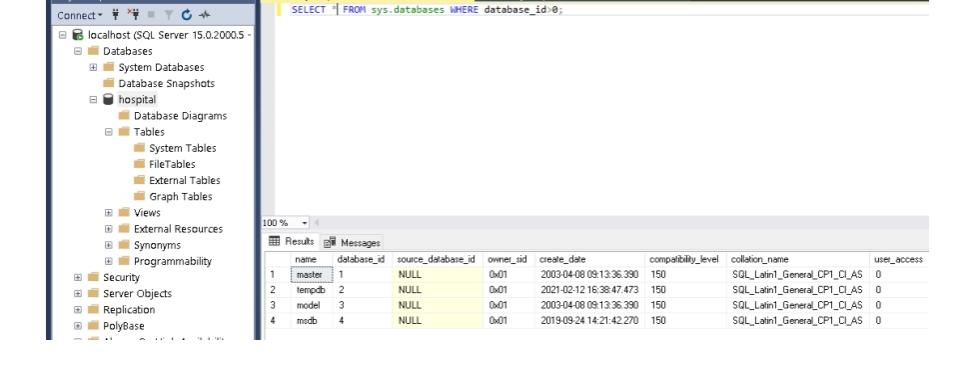 SELECT * FROM sys.databases WHERE database_id>0;
Connect
localhost (SQL Server 15.0.2000.5 -
Databases
System Databases
Database Snapshots
hospital
Database Diagrams
Tables
System Tables
FileTables
External Tables
Graph Tables
Views
External Resources
Synonyms
Programmability
Security
Server Objects
Replication
PolyBase
100 %
Results Messages
name database_id source_database_id owner_sid create_date compatibility_level collation_name user_access
1 master 1 NULL 0x01 2003-04-08 09:13:36.390 150 SQL_Latin1_General_CP1_CI_AS 0
2 tempdb 2 NULL 0x01 2021-02-12 16:38:47.473 150 SQL_Latin1_General_CP1_CI_AS 0
3 model 3 NULL 0x01 2003-04-08 09:13:36.390 150 SQL_Latin1_General_CP1_CI_AS 0
4 msdb 4 NULL 0x01 2019-09-24 14:21:42.270 150 SQL_Latin1_General_CP1_CI_AS 0